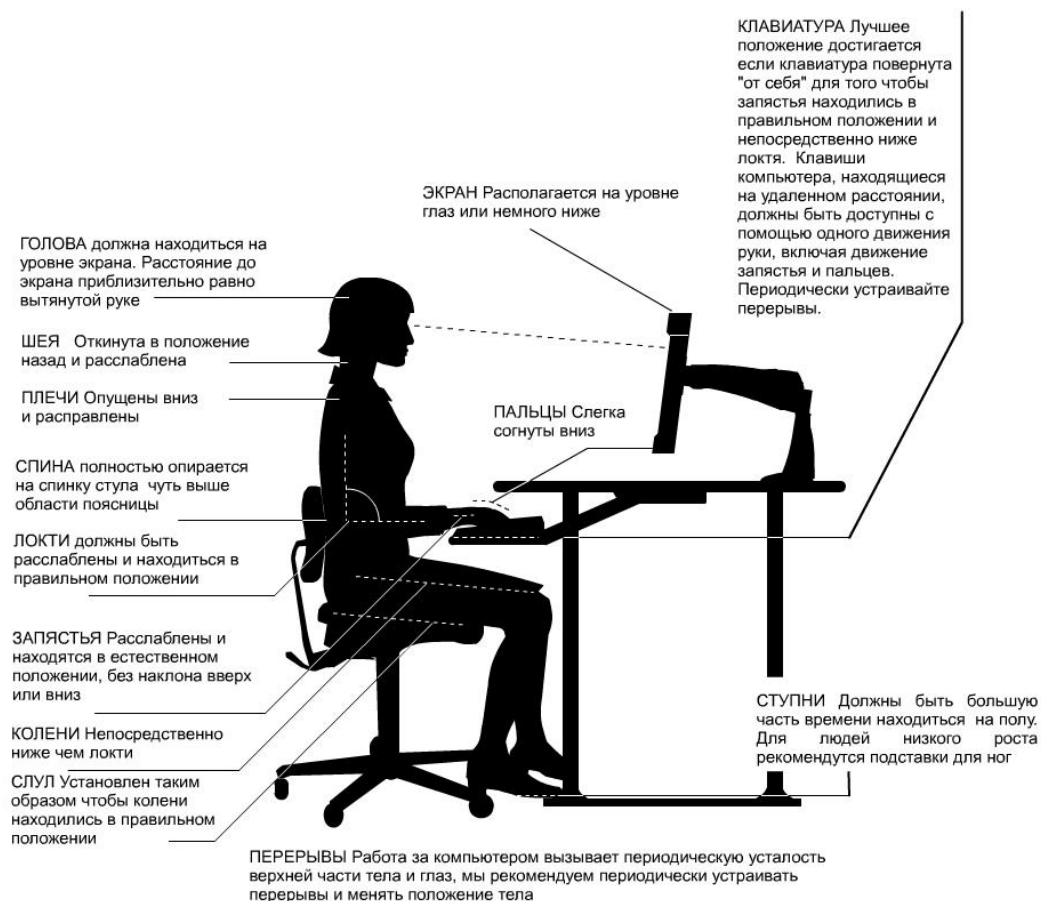 КЛАВИАТУРА Лучшее
положение достигается
если клавиатура повернута
"от себя" для того чтобы
запястья находились в
правильном положении и
непосредственно ниже
локтя. Клавиши
компьютера, находящиеся
на удаленном расстоянии,
должны быть доступны с
помощью одного движения
руки, включая движение
запястья и пальцев.
Периодически устраивайте
перерывы.
ЭКРАН Располагается на уровне
глаз или немного ниже
ГОЛОВА должна находиться на
уровне экрана. Расстояние до
экрана приблизительно равно
вытянутой руке
ШЕЯ Откинута в положение
назад и расслаблена
ПЛЕЧИ Опущены вниз
и расправлены
ПАЛЬЦЫ Слегка
согнуты вниз
СПИНА полностью опирается
на спинку стула чуть выше
области поясницы
ЛОКТИ должны быть
расслаблены и находиться в
правильном положении
ЗАПЯСТЬЯ Расслаблены и
находятся в естественном
положении, без наклона вверх
или вниз
КОЛЕНИ Непосредственно
ниже чем локти
СЛУЛ Установлен таким
образом чтобы колени
находились в правильном
положении
СТУПНИ Должны быть большую
часть времени находиться на полу.
Для людей низкого роста
рекомендутся подставки для ног
ПЕРЕРЫВЫ Работа за компьютером вызывает периодическую усталость
верхней части тела и глаз, мы рекомендуем периодически устраивать
перерывы и менять положение тела